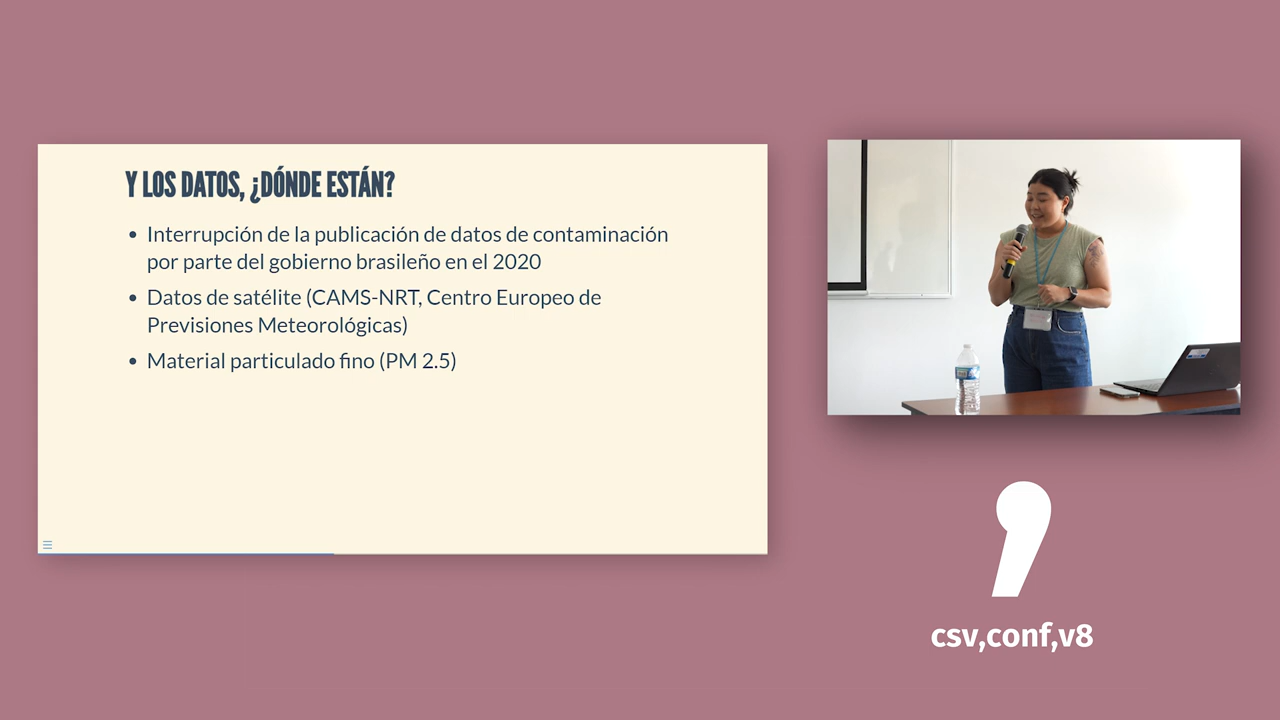 Y LOS DATOS, ¿DÓNDE ESTÁN?
• Interrupción de la publicación de datos de contaminación
por parte del gobierno brasileño en el 2020
• Datos de satélite (CAMS-NRT, Centro Europeo de
Previsiones Meteorológicas)
• Material particulado fino (PM 2.5)
csv,conf,v8